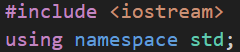 #include <iostream>
using namespace std;